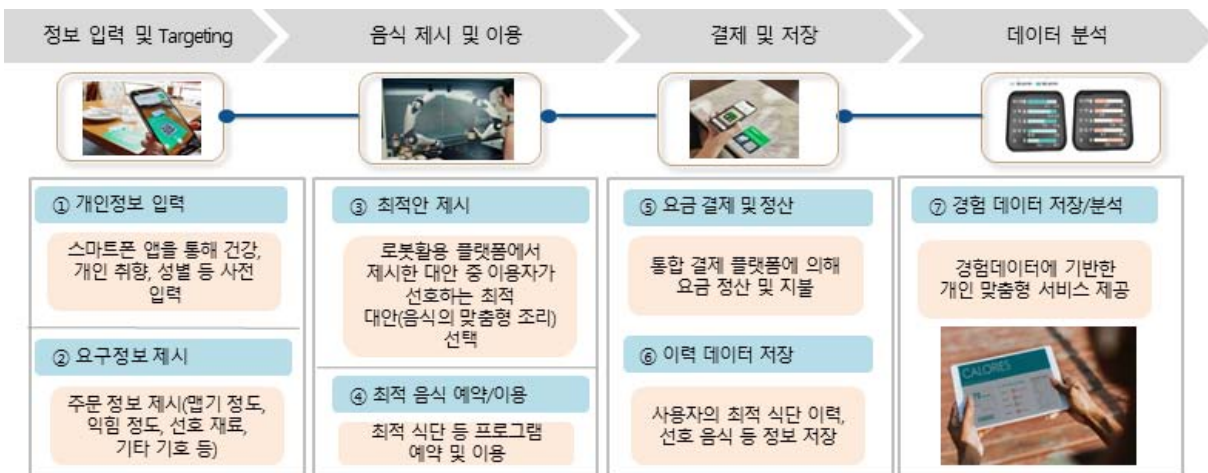 정보 입력 및 Targeting
음식 제시 및 이용
결제 및 저장
데이터 분석
① 개인정보 입력
스마트폰 앱을 통해 건강,
개인 취향, 성별 등 사전
입력
② 요구정보 제시
주문 정보 제시(맵기 정도,
익힘 정도, 선호 재료,
기타 기호 등)
③ 최적안 제시
로봇활용 플랫폼에서
제시한 대안 중 이용자가
선호하는 최적
대안(음식의 맞춤형 조리)
선택
④ 최적 음식 예약/이용
최적 식단 등 프로그램
예약 및 이용
⑤ 요금 결제 및 정산
통합 결제 플랫폼에 의해
요금 정산 및 지불
⑥ 이력 데이터 저장
사용자의 최적 식단 이력,
선호 음식 등 정보 저장
⑦ 경험 데이터 저장/분석
경험데이터에 기반한
개인 맞춤형 서비스 제공
CALORIES